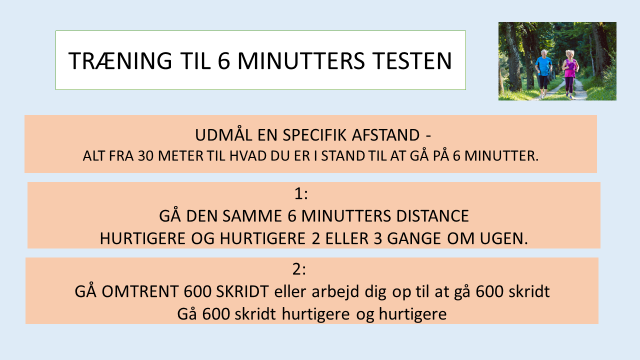 TRÆNING TIL 6 MINUTTERS TESTEN
UDMÅL EN SPECIFIK AFSTAND -
ALT FRA 30 METER TIL HVAD DU ER I STAND TIL AT GÅ PÅ 6 MINUTTER.
1:
GÅ DEN SAMME 6 MINUTTERS DISTANCE
HURTIGERE OG HURTIGERE 2 ELLER 3 GANGE OM UGEN.
2:
GÅ OMTRENT 600 SKRIDT eller arbejd dig op til at gå 600 skridt
Gå 600 skridt hurtigere og hurtigere